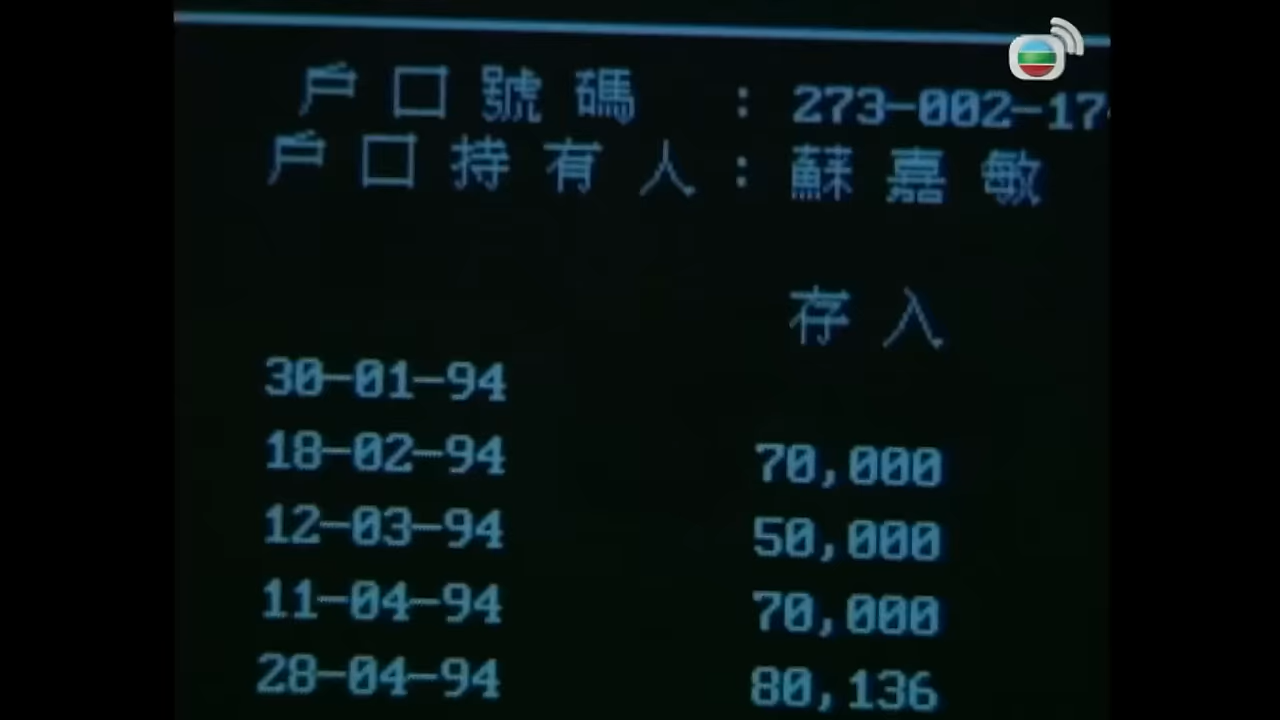 戶口號碼 : 273-002-17
戶口持有人 : 蘇嘉敏
存入
30-01-94
18-02-94 70,000
12-03-94 50,000
11-04-94 70,000
28-04-94 80,136